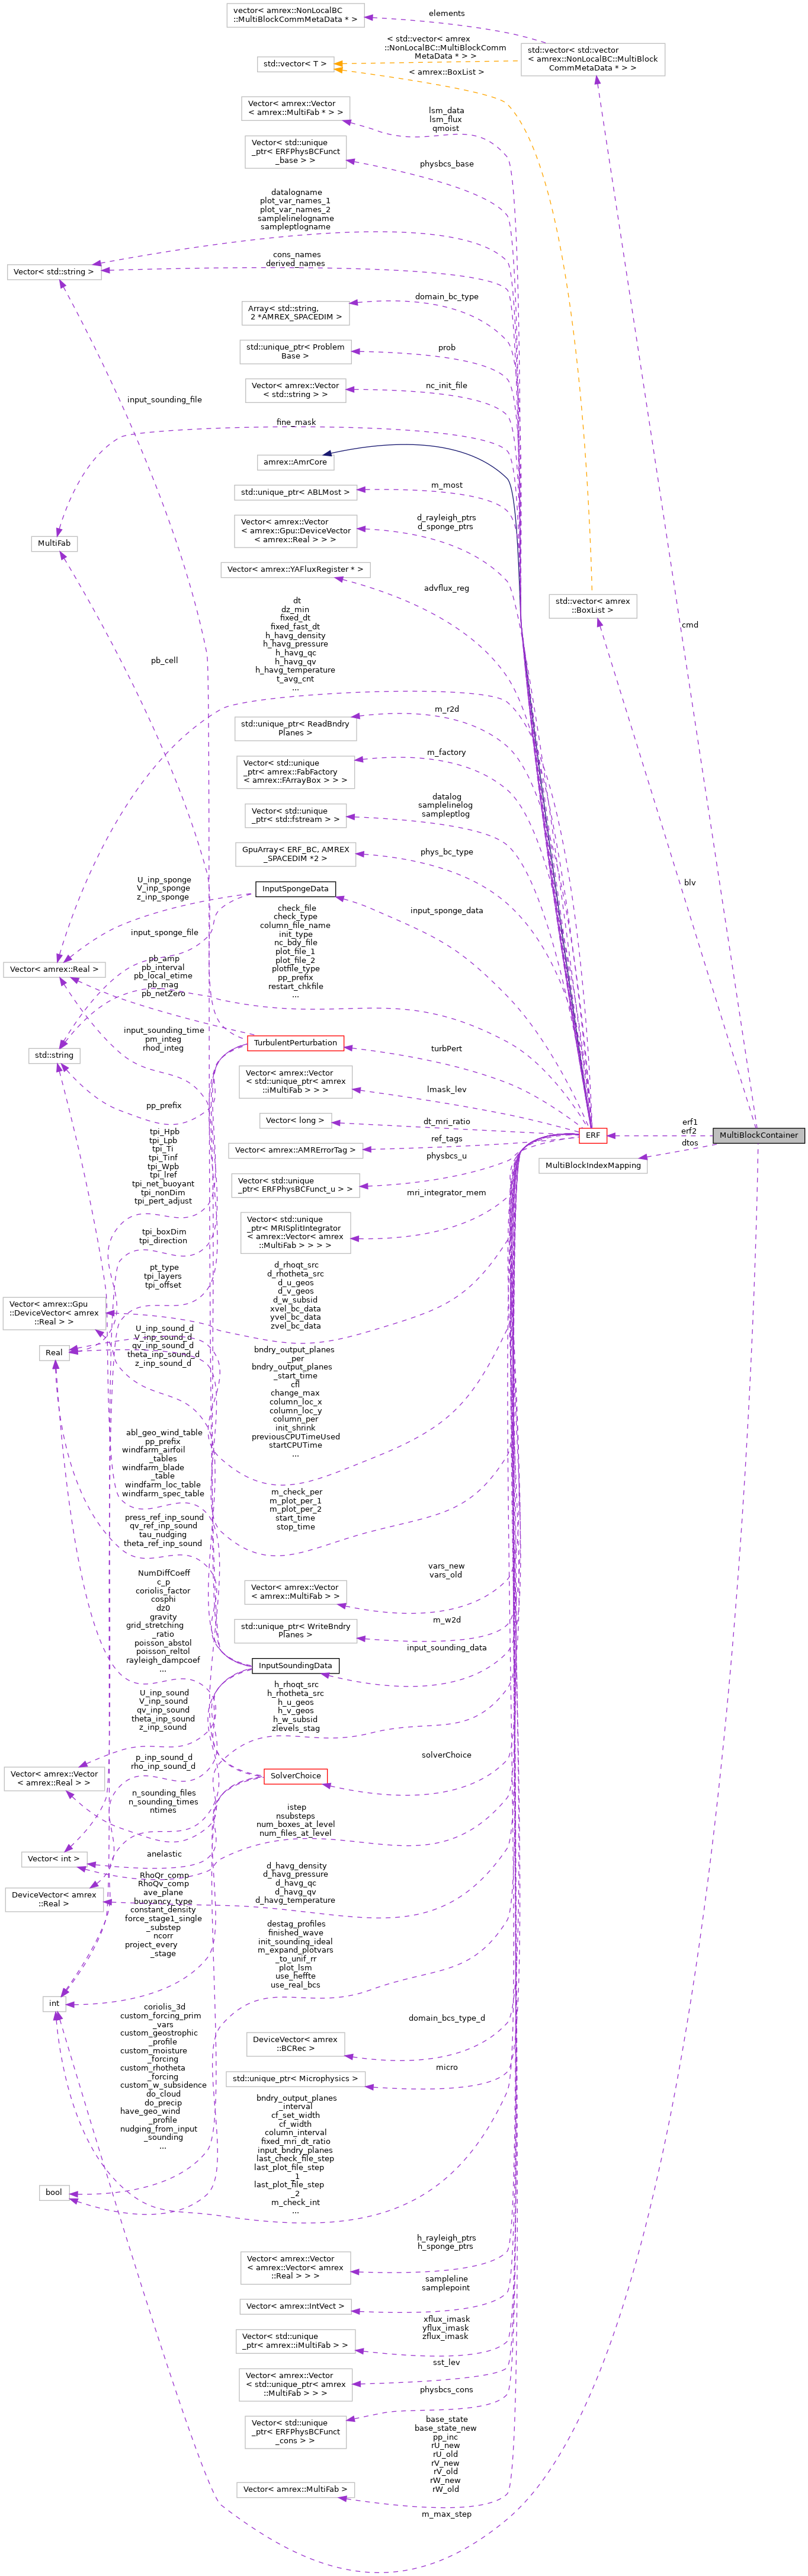 vector< amrex::NonLocalBC
::MultiBlockCommMetaData * >
elements
< std::vector< amrex
::NonLocalBC::MultiBlockComm
MetaData * > >
std::vector< std::vector
< amrex::NonLocalBC::MultiBlock
CommMetaData * > >
std::vector< T >
< amrex::BoxList >
Vector< amrex::Vector
< amrex::MultiFab * > >
lsm_data
lsm_flux
qmoist
Vector< std::unique
_ptr< ERFPhysBCFunct
_base > >
physbcs_base
datalogname
plot_var_names_1
plot_var_names_2
samplelinelogname
sampleptlogname
Vector< std::string >
cons_names
derived_names
Array< std::string,
2 *AMREX_SPACEDIM >
domain_bc_type
std::unique_ptr< Problem
Base >
prob
Vector< amrex::Vector
< std::string > >
nc_init_file
input_sounding_file
fine_mask
amrex::AmrCore
std::unique_ptr< ABLMost >
m_most
Vector< amrex::Vector
< amrex::Gpu::DeviceVector
< amrex::Real > > >
d_rayleigh_ptrs
d_sponge_ptrs
MultiFab
Vector< amrex::YAFluxRegister * >
advflux_reg
std::vector< amrex
::BoxList >
cmd
dt
dz_min
fixed_dt
fixed_fast_dt
h_havg_density
h_havg_pressure
h_havg_qc
h_havg_qv
h_havg_temperature
t_avg_cnt
...
pb_cell
std::unique_ptr< ReadBndry
Planes >
m_r2d
Vector< std::unique
_ptr< amrex::FabFactory
< amrex::FArrayBox > > >
m_factory
Vector< std::unique
_ptr< std::fstream > >
datalog
samplelinelog
sampleptlog
GpuArray< ERF_BC, AMREX
_SPACEDIM *2 >
phys_bc_type
blv
U_inp_sponge
V_inp_sponge
z_inp_sponge
InputSpongeData
input_sponge_data
input_sponge_file
check_file
check_type
column_file_name
init_type
nc_bdy_file
plot_file_1
plot_file_2
plotfile_type
pp_prefix
restart_chkfile
...
Vector< amrex::Real >
pb_amp
pb_interval
pb_local_etime
pb_mag
pb_netZero
std::string
input_sounding_time
pm_integ
rhod_integ
TurbulentPerturbation
turbPert
Vector< amrex::Vector
< std::unique_ptr< amrex
::iMultiFab > > >
lmask_lev
pp_prefix
Vector< long >
dt_mri_ratio
Vector< amrex::AMRErrorTag >
ref_tags
ERF
erf1
erf2
MultiBlockContainer
dtos
MultiBlockIndexMapping
tpi_Hpb
tpi_Lpb
tpi_Ti
tpi_Tinf
tpi_Wpb
tpi_lref
tpi_net_buoyant
tpi_nonDim
tpi_pert_adjust
Vector< std::unique
_ptr< ERFPhysBCFunct_u > >
physbcs_u
Vector< std::unique
_ptr< MRISplitIntegrator
< amrex::Vector< amrex
::MultiFab > > > >
mri_integrator_mem
tpi_boxDim
tpi_direction
pt_type
tpi_layers
tpi_offset
d_rhoqt_src
d_rhotheta_src
d_u_geos
d_v_geos
d_w_subsid
xvel_bc_data
yvel_bc_data
zvel_bc_data
Vector< amrex::Gpu
::DeviceVector< amrex
::Real > >
U_inp_sound_d
V_inp_sound_d
qv_inp_sound_d
theta_inp_sound_d
z_inp_sound_d
Real
bndry_output_planes
_per
bndry_output_planes
_start_time
cfl
change_max
column_loc_x
column_loc_y
column_per
init_shrink
previousCPUTimeUsed
startCPUTime
...
abl_geo_wind_table
pp_prefix
windfarm_airfoil
_tables
windfarm_blade
_table
windfarm_loc_table
windfarm_spec_table
m_check_per
m_plot_per_1
m_plot_per_2
start_time
stop_time
press_ref_inp_sound
qv_ref_inp_sound
tau_nudging
theta_ref_inp_sound
Vector< amrex::Vector
< amrex::MultiFab > >
vars_new
vars_old
NumDiffCoeff
c_p
coriolis_factor
cosphi
dz0
gravity
grid_stretching
_ratio
poisson_abstol
poisson_reltol
rayleigh_dampcoef
...
std::unique_ptr< WriteBndry
Planes >
m_w2d
InputSoundingData
input_sounding_data
U_inp_sound
V_inp_sound
qv_inp_sound
theta_inp_sound
z_inp_sound
h_rhoqt_src
h_rhotheta_src
h_u_geos
h_v_geos
h_w_subsid
zlevels_stag
Vector< amrex::Vector
< amrex::Real > >
p_inp_sound_d
rho_inp_sound_d
SolverChoice
solverChoice
n_sounding_files
n_sounding_times
ntimes
istep
nsubsteps
num_boxes_at_level
num_files_at_level
Vector< int >
anelastic
DeviceVector< amrex
::Real >
d_havg_density
d_havg_pressure
d_havg_qc
d_havg_qv
d_havg_temperature
RhoQr_comp
RhoQv_comp
ave_plane
buoyancy_type
constant_density
force_stage1_single
_substep
ncorr
project_every
_stage
destag_profiles
finished_wave
init_sounding_ideal
m_expand_plotvars
_to_unif_rr
plot_lsm
use_heffte
use_real_bcs
int
coriolis_3d
custom_forcing_prim
_vars
custom_geostrophic
_profile
custom_moisture
_forcing
custom_rhotheta
_forcing
custom_w_subsidence
do_cloud
do_precip
have_geo_wind
_profile
nudging_from_input
_sounding
...
DeviceVector< amrex
::BCRec >
domain_bcs_type_d
std::unique_ptr< Microphysics >
micro
bndry_output_planes
_interval
cf_set_width
cf_width
column_interval
fixed_mri_dt_ratio
input_bndry_planes
last_check_file_step
last_plot_file_step
_1
last_plot_file_step
_2
m_check_int
...
bool
Vector< amrex::Vector
< amrex::Vector< amrex
::Real > > >
h_rayleigh_ptrs
h_sponge_ptrs
Vector< amrex::IntVect >
sampleline
samplepoint
Vector< std::unique
_ptr< amrex::iMultiFab > >
xflux_imask
yflux_imask
zflux_imask
Vector< amrex::Vector
< std::unique_ptr< amrex
::MultiFab > > >
sst_lev
Vector< std::unique
_ptr< ERFPhysBCFunct
_cons > >
physbcs_cons
Vector< amrex::MultiFab >
base_state
base_state_new
pp_inc
rU_new
rU_old
rV_new
rV_old
rW_new
rW_old
m_max_step